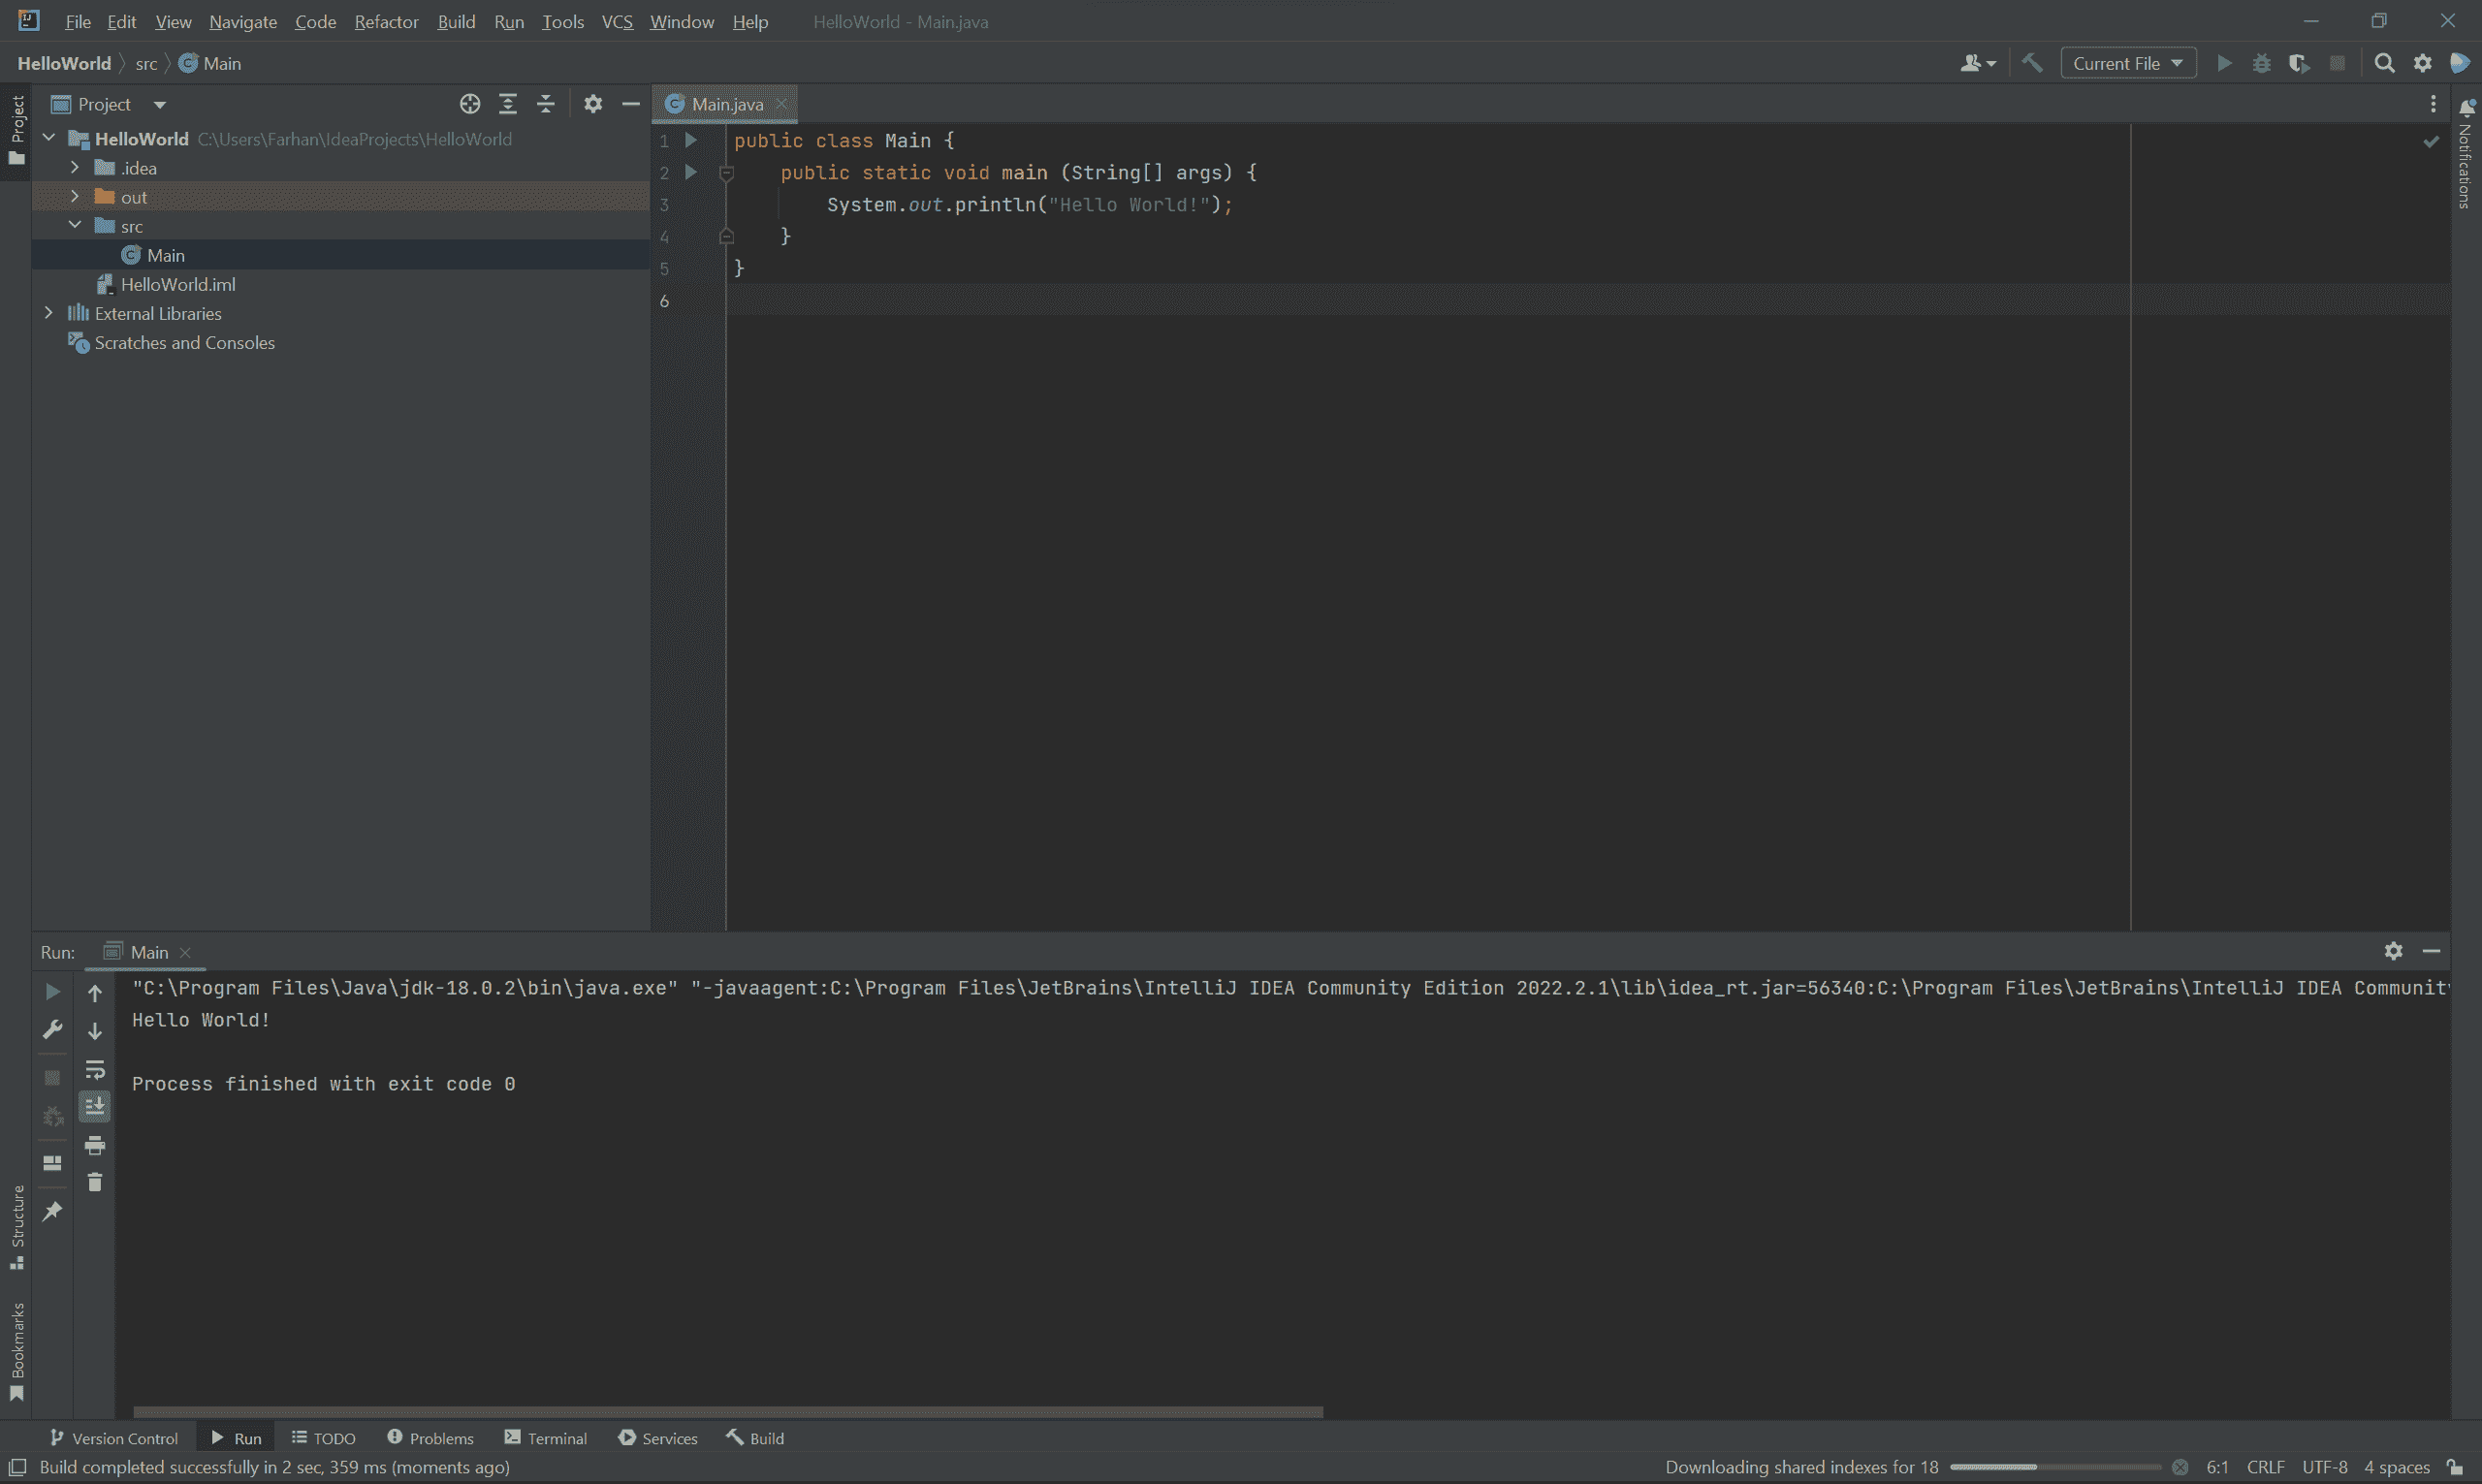 File Edit View Navigate Code Refactor Build Run Tools VCS Window Help HelloWorld - Main.java
HelloWorld src Main Current File
Project
Project
HelloWorld C:\Users\Farhan\IdeaProjects\HelloWorld
.idea
out
src
Main
HelloWorld.iml
External Libraries
Scratches and Consoles
Main.java
1 public class Main {
2 public static void main (String[] args) {
3 System.out.println("Hello World!");
4 }
5 }
6
Notifications
Run: Main
"C:\Program Files\Java\jdk-18.0.2\bin\java.exe" "-javaagent:C:\Program Files\JetBrains\IntelliJ IDEA Community Edition 2022.2.1\lib\idea_rt.jar=56340:C:\Program Files\JetBrains\IntelliJ IDEA Communit
Hello World!
Process finished with exit code 0
Structure
Bookmarks
Version Control Run TODO Problems Terminal Services Build
Build completed successfully in 2 sec, 359 ms (moments ago) Downloading shared indexes for 18 6:1 CRLF UTF-8 4 spaces